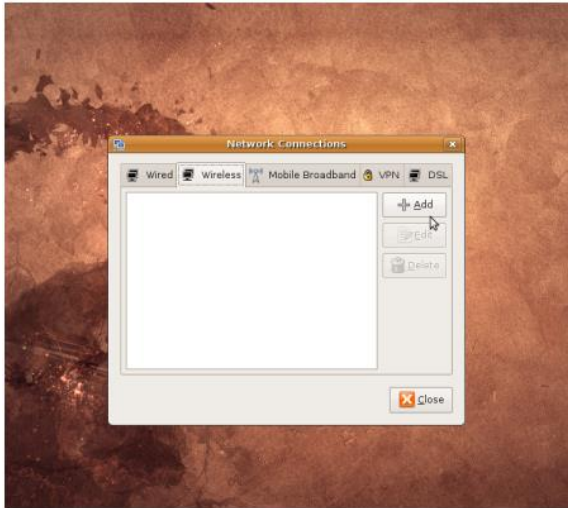 Network Connections
Wired Wireless Mobile Broadband VPN DSL
Add
Edit
Delete
Close